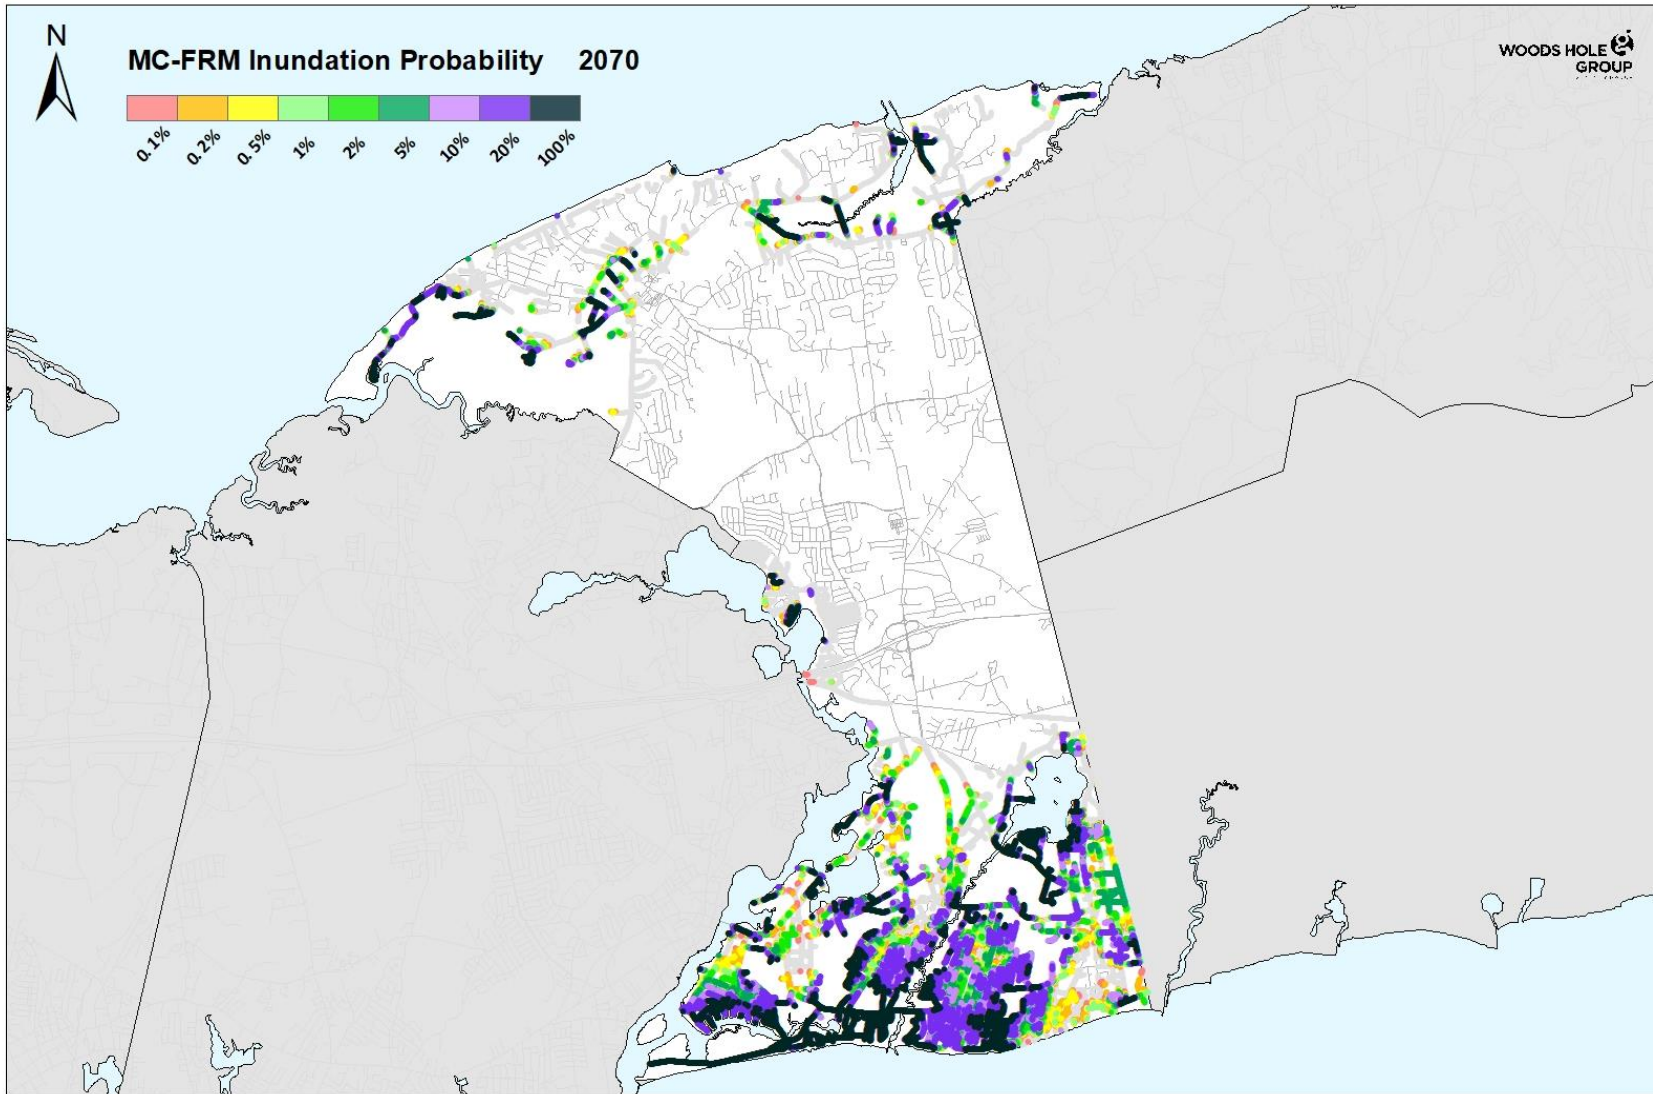 N
MC-FRM Inundation Probability 2070
0.1% 0.2% 0.5% 1% 2% 5% 10% 20% 100%
WOODS HOLE
GROUP